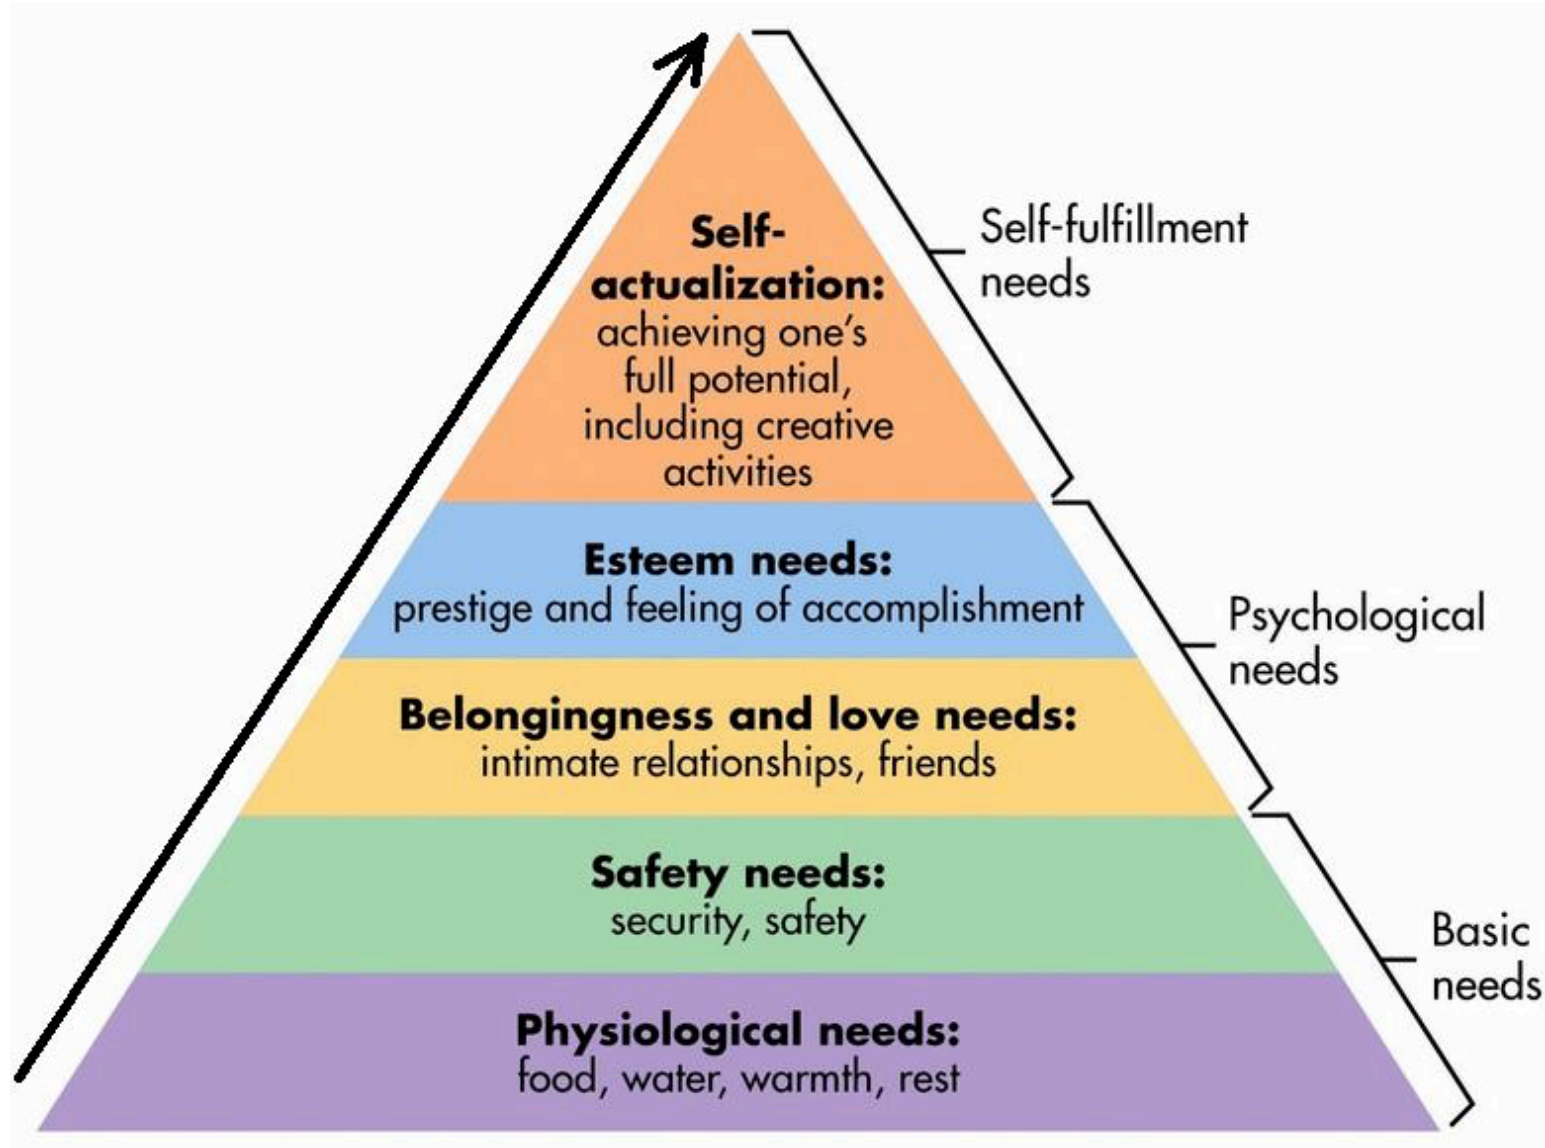 Self-
actualization:
achieving one's
full potential,
including creative
activities
Self-fulfillment
needs
Esteem needs:
prestige and feeling of accomplishment
Psychological
needs
Belongingness and love needs:
intimate relationships, friends
Safety needs:
security, safety
Basic
needs
Physiological needs:
food, water, warmth, rest